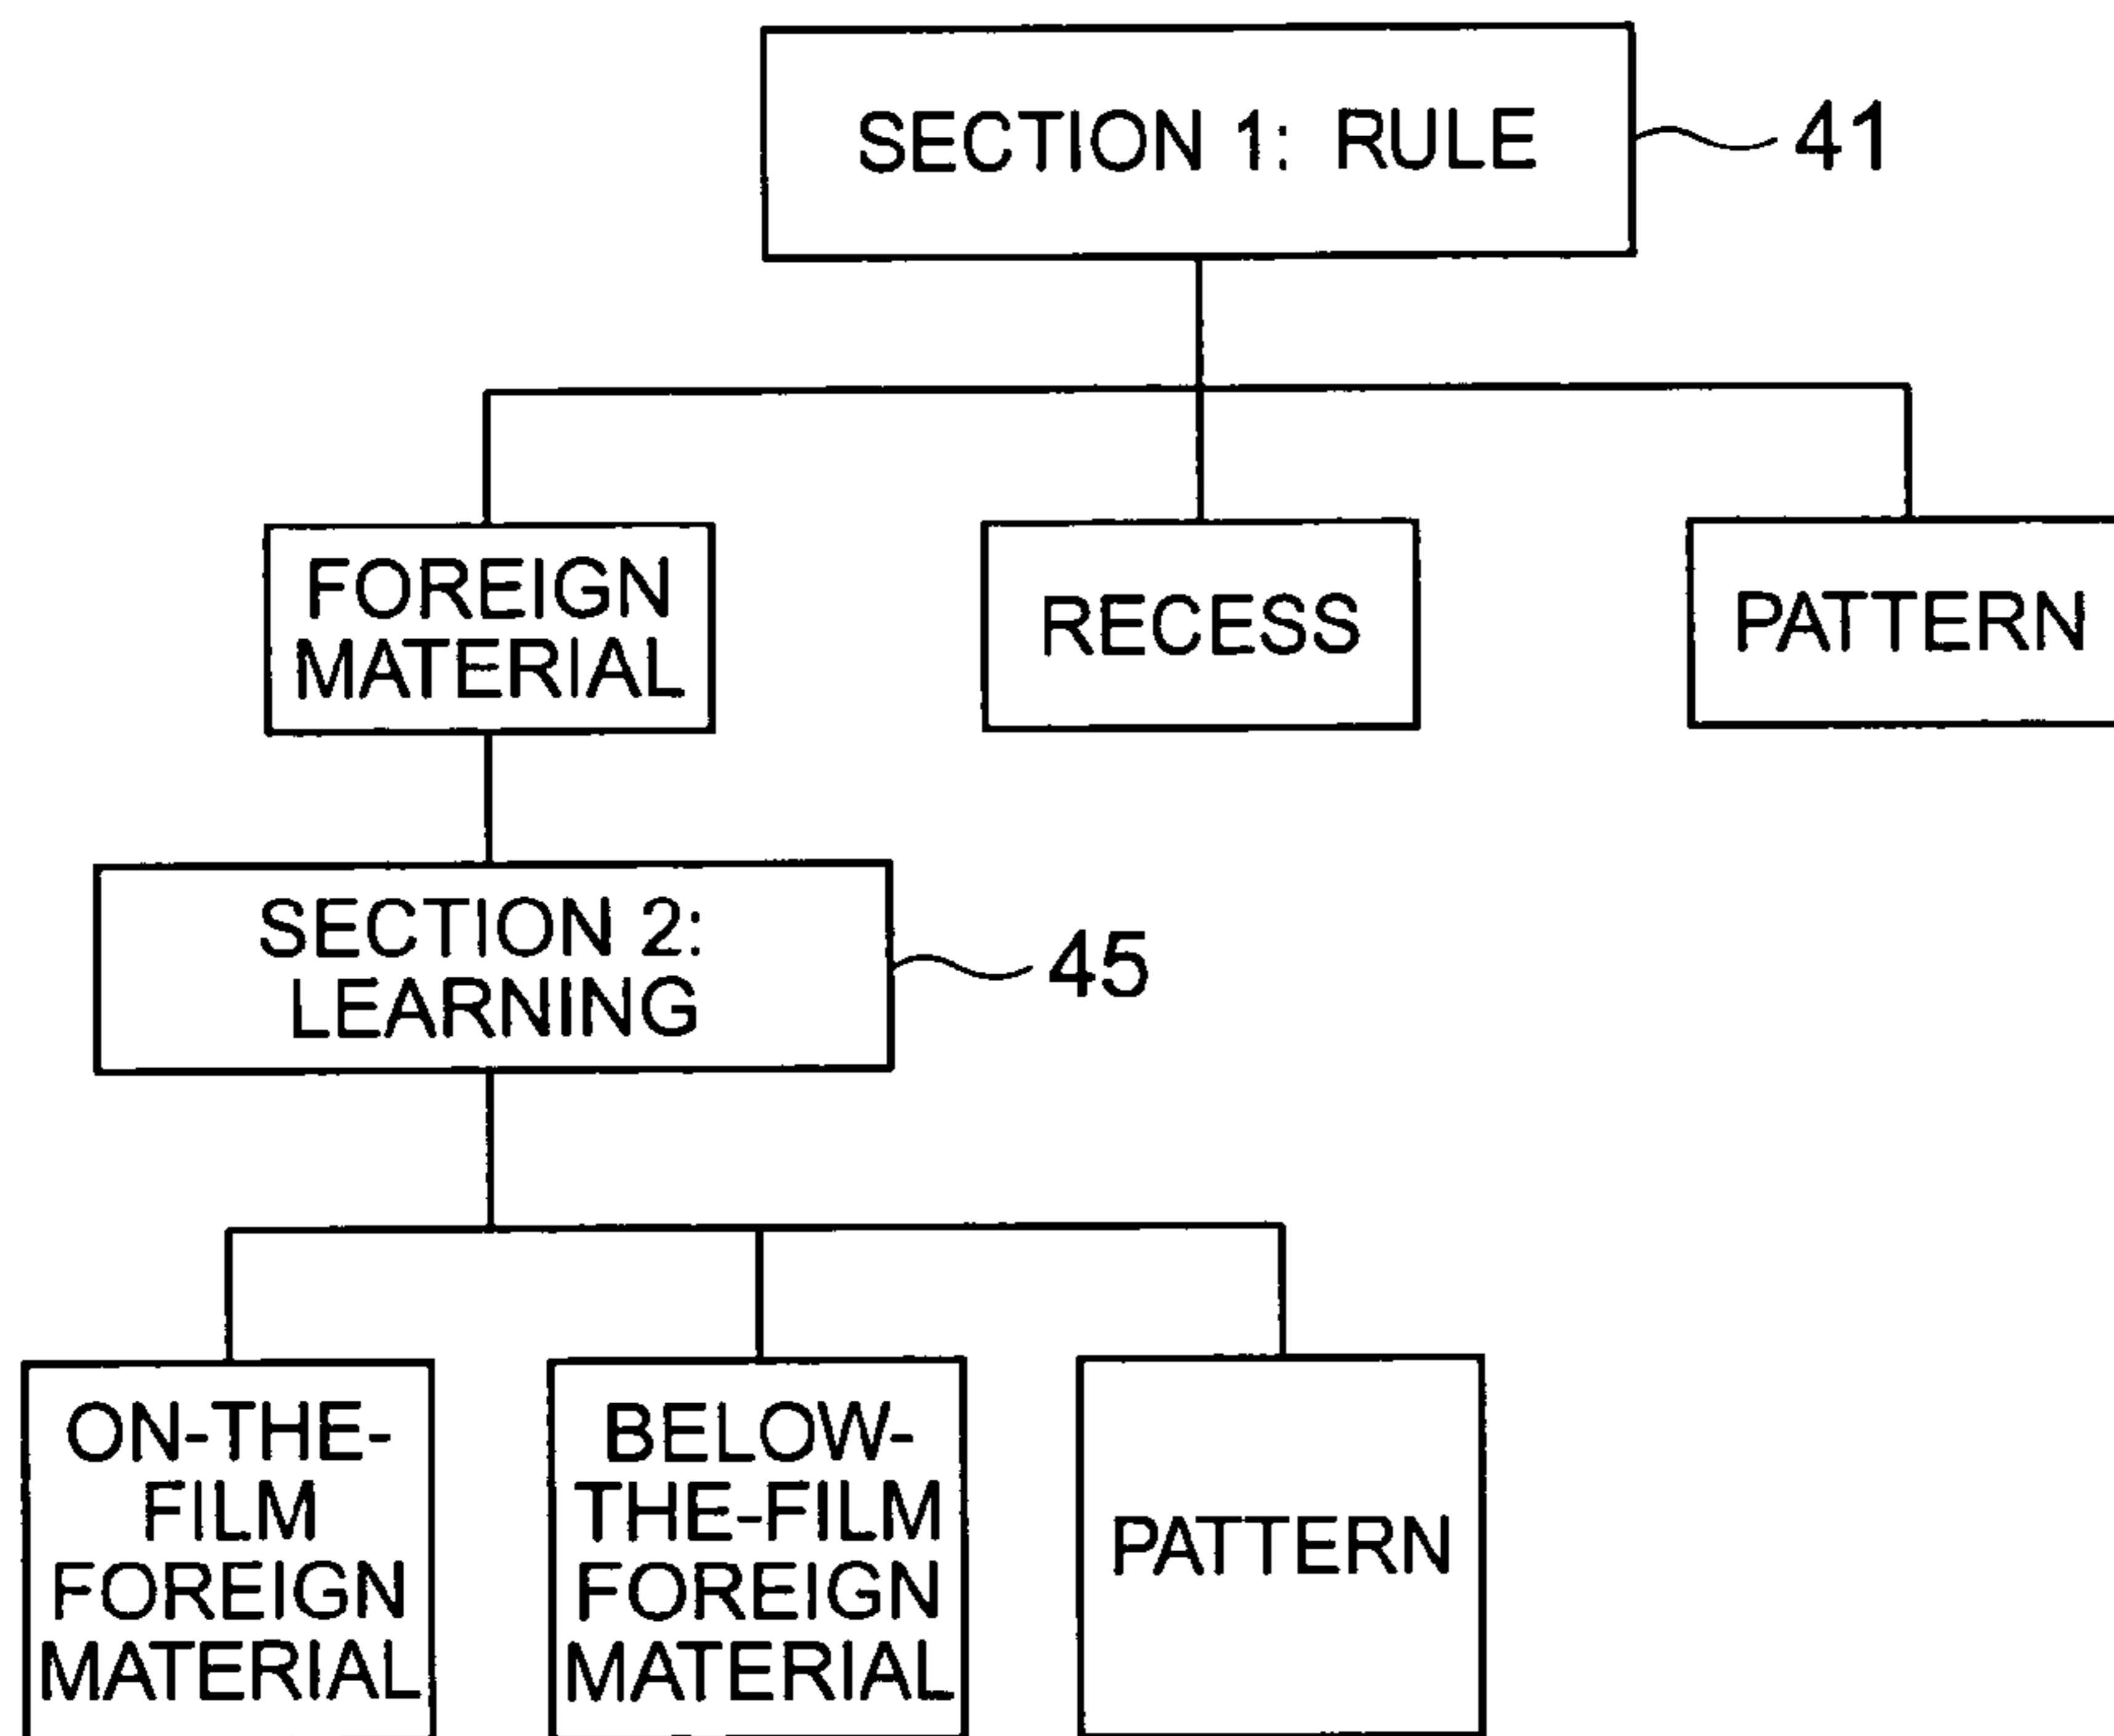 SECTION 1: RULE
41
FOREIGN
MATERIAL
RECESS
PATTERN
SECTION 2:
LEARNING
45
ON-THE-
FILM
FOREIGN
MATERIAL
BELOW-
THE-FILM
FOREIGN
MATERIAL
PATTERN